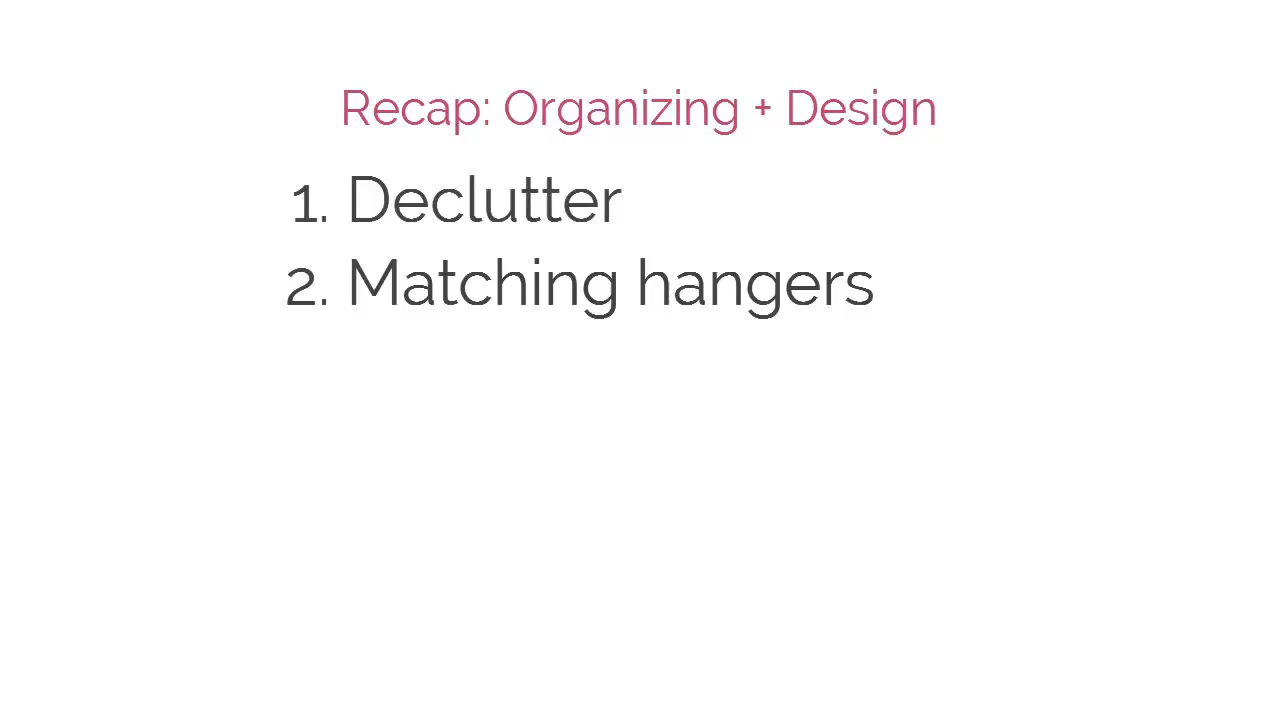 Recap: Organizing + Design
1. Declutter
2. Matching hangers